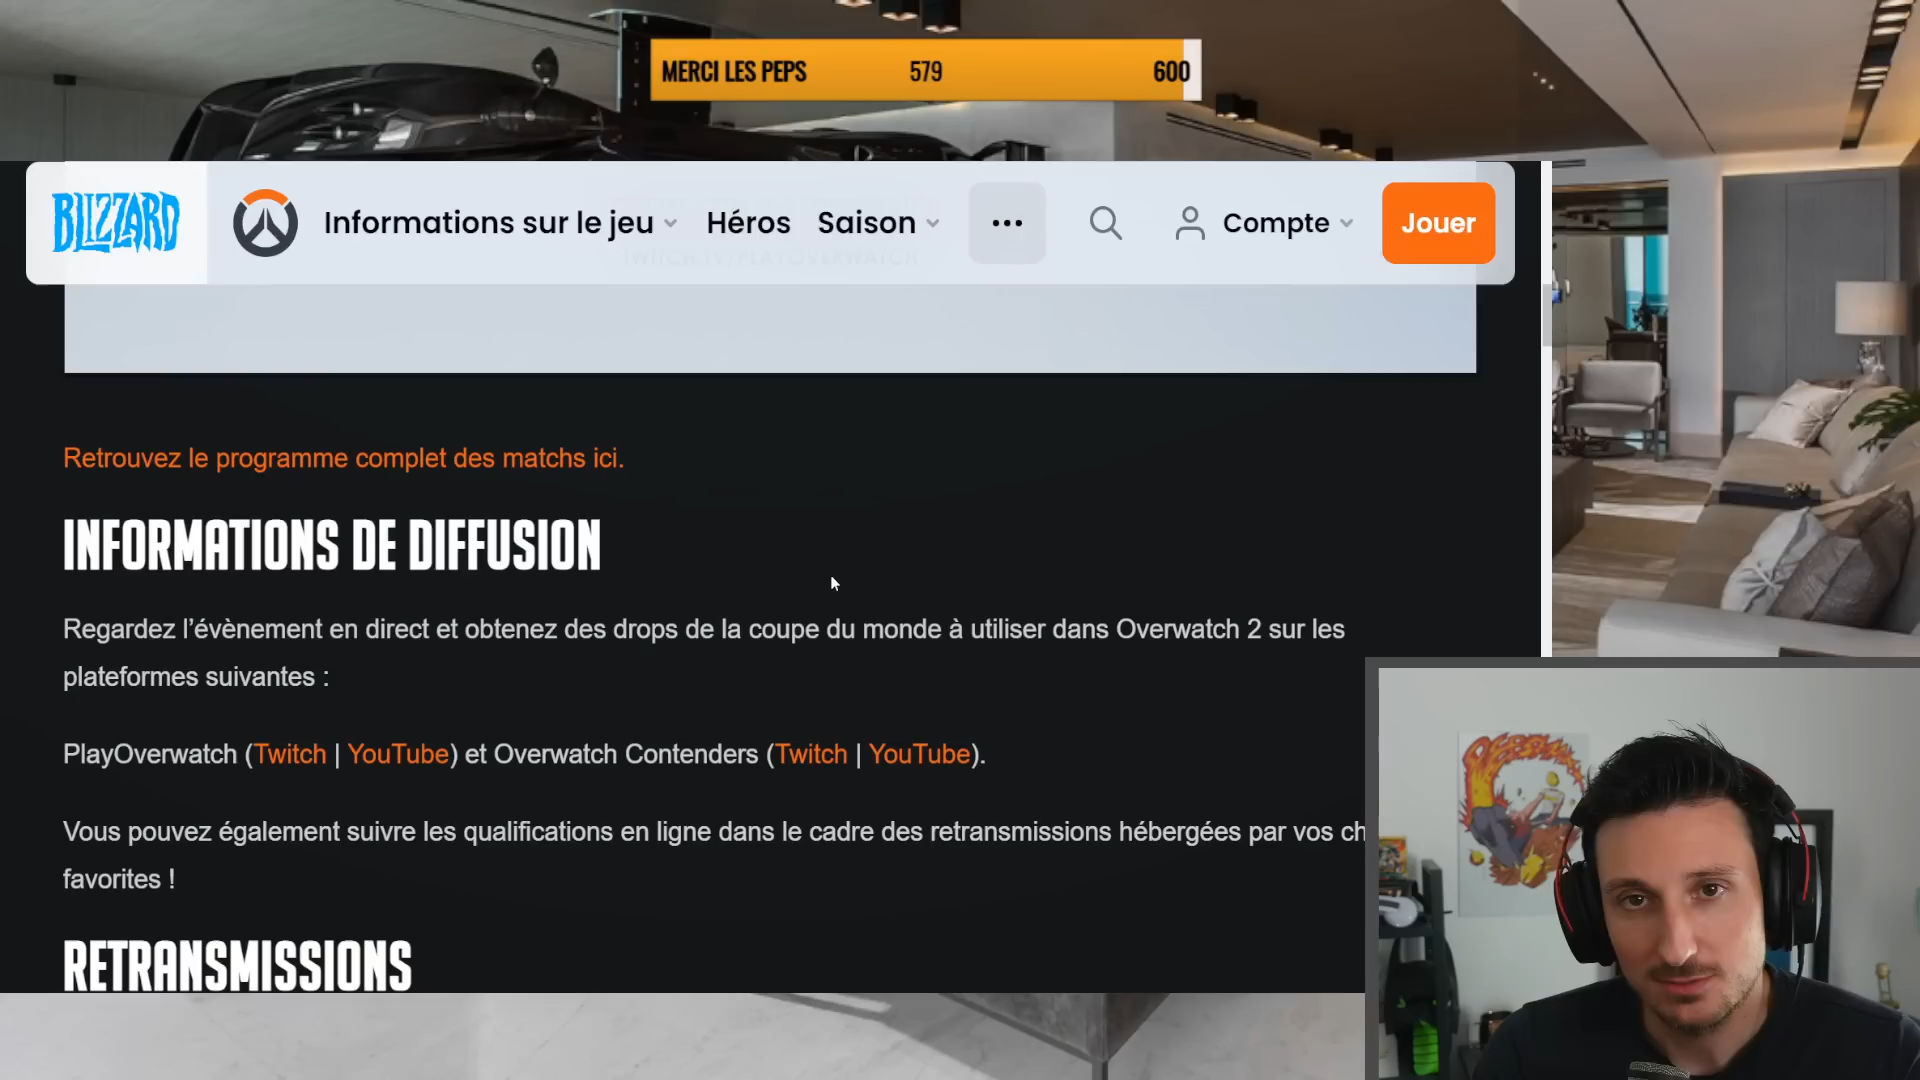 MERCI LES PEPS 579 600
BLIZZARD Informations sur le jeu Héros Saison ... Compte Jouer
TWITCH.TV/PLAYOVERWATCH
Retrouvez le programme complet des matchs ici.
INFORMATIONS DE DIFFUSION
Regardez l’évènement en direct et obtenez des drops de la coupe du monde à utiliser dans Overwatch 2 sur les
plateformes suivantes :
PlayOverwatch (Twitch | YouTube) et Overwatch Contenders (Twitch | YouTube).
Vous pouvez également suivre les qualifications en ligne dans le cadre des retransmissions hébergées par vos ch
favorites !
RETRANSMISSIONS